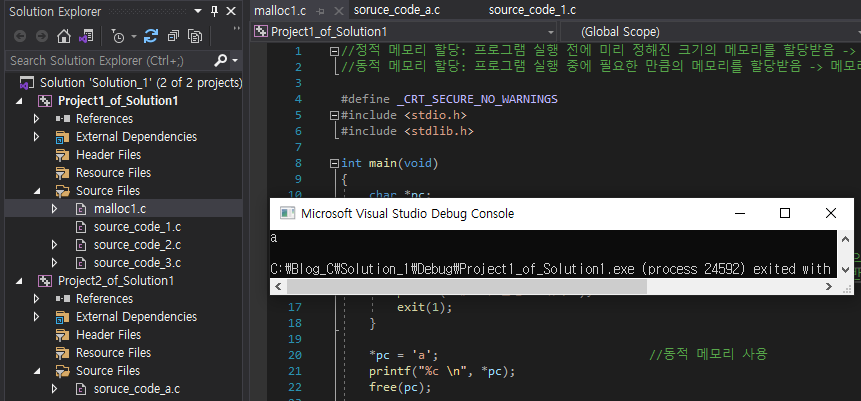 Solution Explorer
Search Solution Explorer (Ctrl+;)
Solution 'Solution_1' (2 of 2 projects)
Project1_of_Solution1
References
External Dependencies
Header Files
Resource Files
Source Files
malloc1.c
source_code_1.c
source_code_2.c
source_code_3.c
Project2_of_Solution1
References
External Dependencies
Header Files
Resource Files
Source Files
soruce_code_a.c
malloc1.c soruce_code_a.c source_code_1.c
Project1_of_Solution1 (Global Scope)
1 //정적 메모리 할당: 프로그램 실행 전에 미리 정해진 크기의 메모리를 할당받음 ->
2 //동적 메모리 할당: 프로그램 실행 중에 필요한 만큼의 메모리를 할당받음 -> 메모리
3
4 #define _CRT_SECURE_NO_WARNINGS
5 #include <stdio.h>
6 #include <stdlib.h>
7
8 int main(void)
9 {
10 char *pc;
Microsoft Visual Studio Debug Console
a
C:₩Blog_C₩Solution_1₩Debug₩Project1_of_Solution1.exe (process 24592) exited with
17 exit(1);
18 }
19
20 *pc = 'a'; //동적 메모리 사용
21 printf("%c \n", *pc);
22 free(pc);